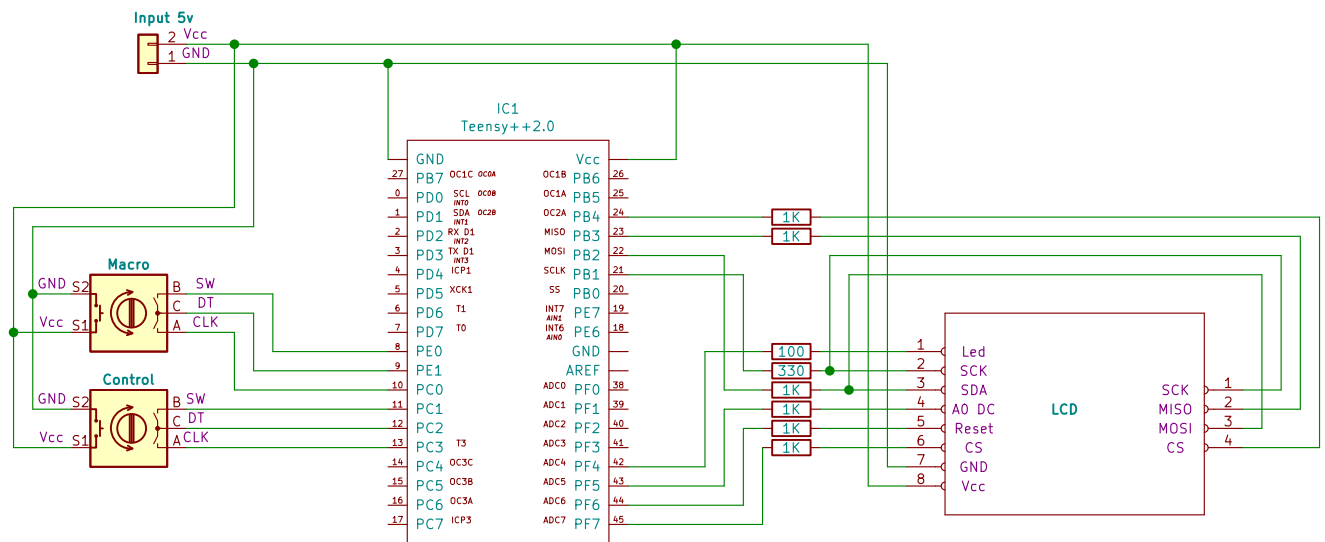 Input 5v
2 Vcc
1 GND
IC1
Teensy++2.0
GND Vcc
27 PB7 OC1C OC0A OC1B PB6 26
0 PD0 SCL OC0B INT0 OC1A PB5 25
1 PD1 SDA OC2B INT1 OC2A PB4 24 1K
2 PD2 RX D1 INT2 MISO PB3 23 1K
3 PD3 TX D1 INT3 MOSI PB2 22
4 PD4 ICP1 SCLK PB1 21
5 PD5 XCK1 SS PB0 20
6 PD6 T1 INT7 AIN1 PE7 19
7 PD7 T0 INT6 AIN0 PE6 18
8 PE0 GND
9 PE1 AREF
10 PC0 ADC0 PF0 38
11 PC1 ADC1 PF1 39
12 PC2 ADC2 PF2 40
13 PC3 T3 ADC3 PF3 41
14 PC4 OC3C ADC4 PF4 42
15 PC5 OC3B ADC5 PF5 43
16 PC6 OC3A ADC6 PF6 44
17 PC7 ICP3 ADC7 PF7 45
Macro
GND S2 B SW
C DT
Vcc S1 A CLK
Control
GND S2 B SW
C DT
Vcc S1 A CLK
100 1 Led
330 2 SCK
1K 3 SDA
1K 4 A0 DC
1K 5 Reset
1K 6 CS
7 GND
8 Vcc
LCD
SCK 1
MISO 2
MOSI 3
CS 4